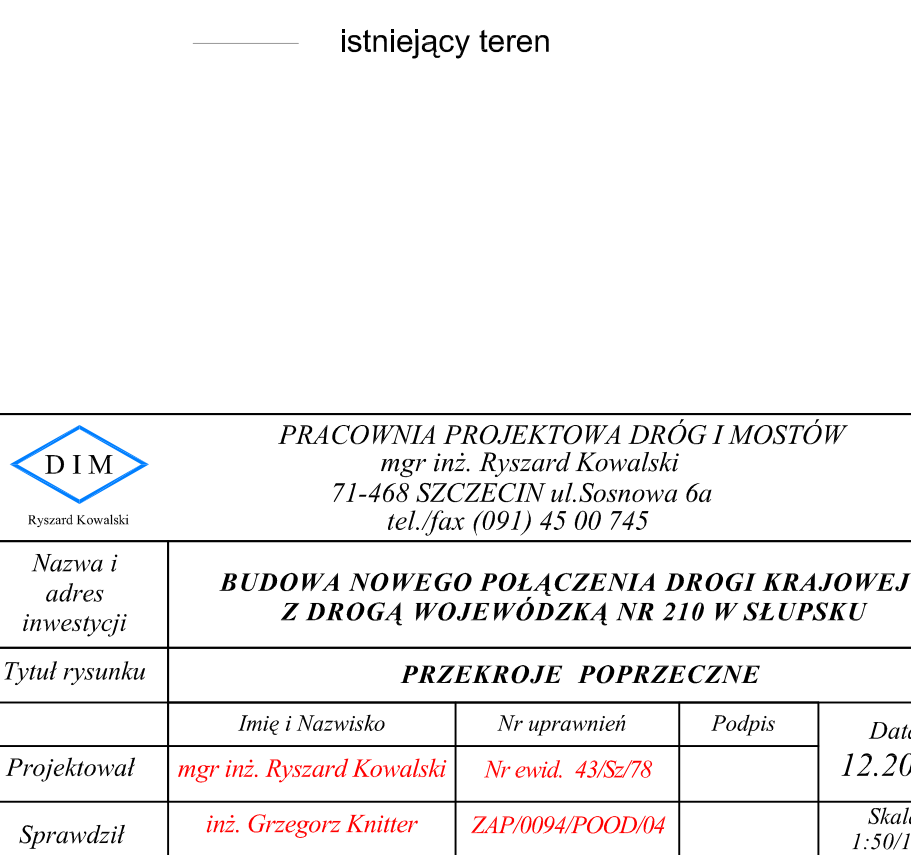 istniejący teren
PRACOWNIA PROJEKTOWA DRÓG I MOSTÓW
mgr inż. Ryszard Kowalski
71-468 SZCZECIN ul.Sosnowa 6a
tel./fax (091) 45 00 745
D I M
Ryszard Kowalski
Nazwa i
adres
inwestycji
BUDOWA NOWEGO POŁĄCZENIA DROGI KRAJOWEJ
Z DROGĄ WOJEWÓDZKĄ NR 210 W SŁUPSKU
Tytuł rysunku
PRZEKROJE POPRZECZNE
Imię i Nazwisko
Nr uprawnień
Podpis
Projektował
mgr inż. Ryszard Kowalski
Nr ewid. 43/Sz/78
Sprawdził
inż. Grzegorz Knitter
ZAP/0094/POOD/04